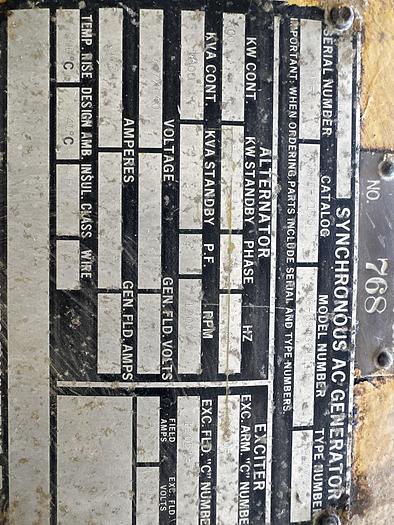 NO. 768
SYNCHRONOUS AC GENERATOR
SERIAL NUMBER CATALOG MODEL NUMBER TYPE NUMBE
IMPORTANT: WHEN ORDERING PARTS INCLUDE SERIAL AND TYPE NUMBERS.
ALTERNATOR EXCITER
KW CONT. KW STANDBY PHASE HZ EXC. ARM. "C" NUMBE
KVA CONT. KVA STANDBY P.F. RPM EXC. FLD. "C" NUMBE
VOLTAGE GEN. FLD. VOLTS FIELD AMPS EXC. FLD. VOLTS
AMPERES GEN. FLD. AMPS
TEMP. RISE DESIGN AMB. INSUL. CLASS WIRE
°C °C